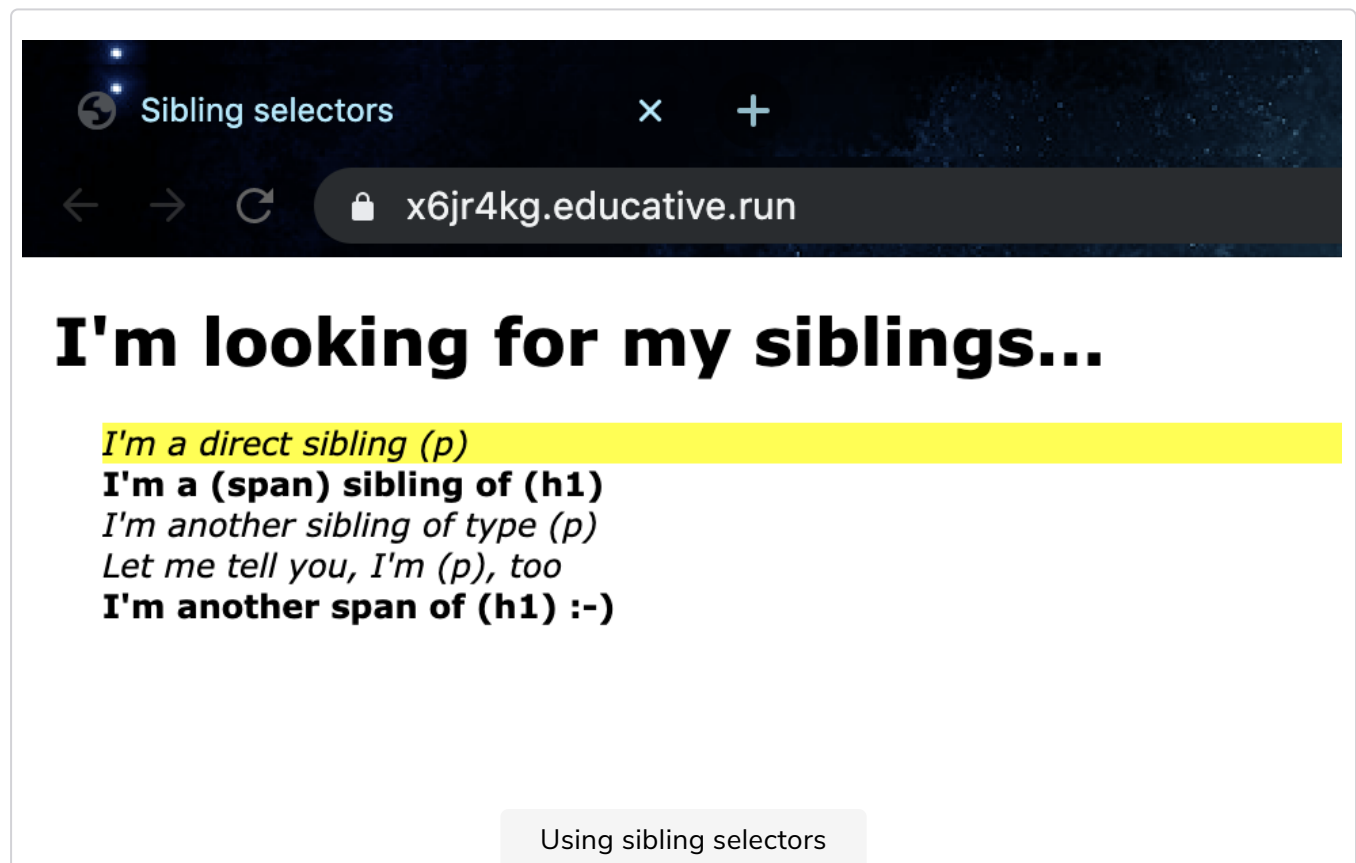 Sibling selectors
x6jr4kg.educative.run
I'm looking for my siblings...
I'm a direct sibling (p)
I'm a (span) sibling of (h1)
I'm another sibling of type (p)
Let me tell you, I'm (p), too
I'm another span of (h1) :-)
Using sibling selectors